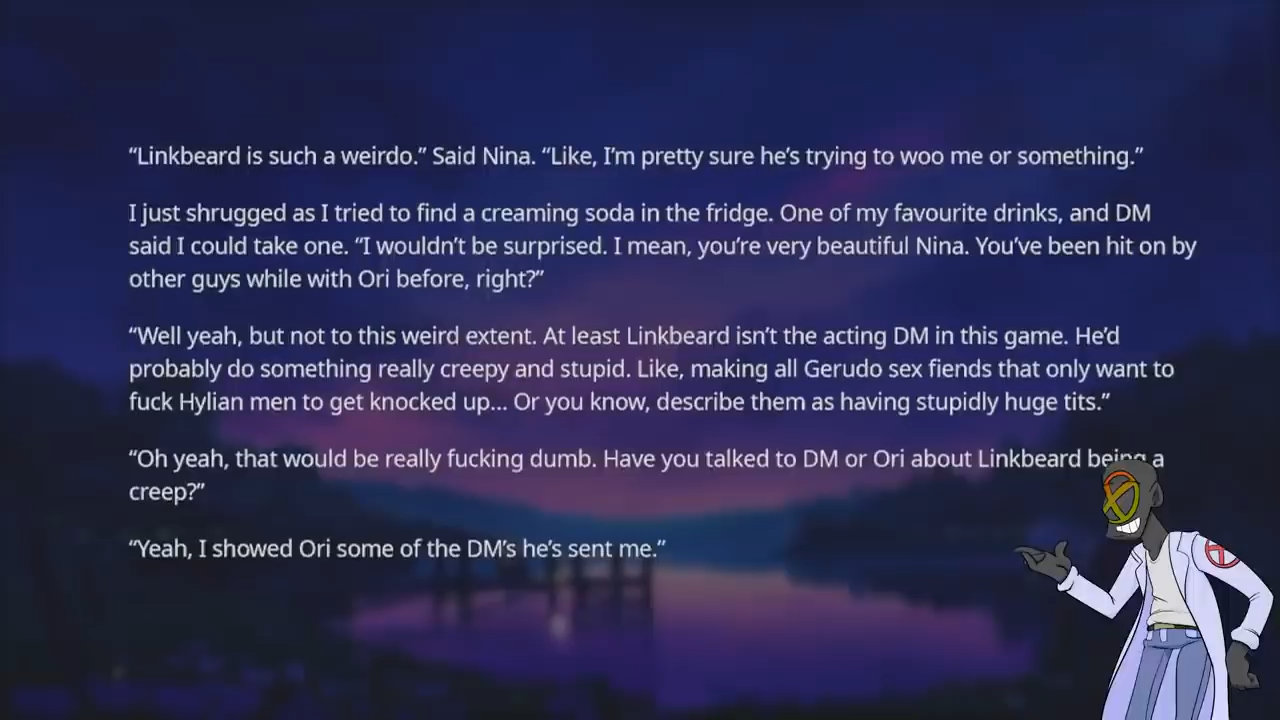 “Linkbeard is such a weirdo.” Said Nina. “Like, I’m pretty sure he’s trying to woo me or something.”
I just shrugged as I tried to find a creaming soda in the fridge. One of my favourite drinks, and DM
said I could take one. “I wouldn’t be surprised. I mean, you’re very beautiful Nina. You’ve been hit on by
other guys while with Ori before, right?”
“Well yeah, but not to this weird extent. At least Linkbeard isn’t the acting DM in this game. He’d
probably do something really creepy and stupid. Like, making all Gerudo sex fiends that only want to
fuck Hylian men to get knocked up... Or you know, describe them as having stupidly huge tits.”
“Oh yeah, that would be really fucking dumb. Have you talked to DM or Ori about Linkbeard being a
creep?”
“Yeah, I showed Ori some of the DM’s he’s sent me.”